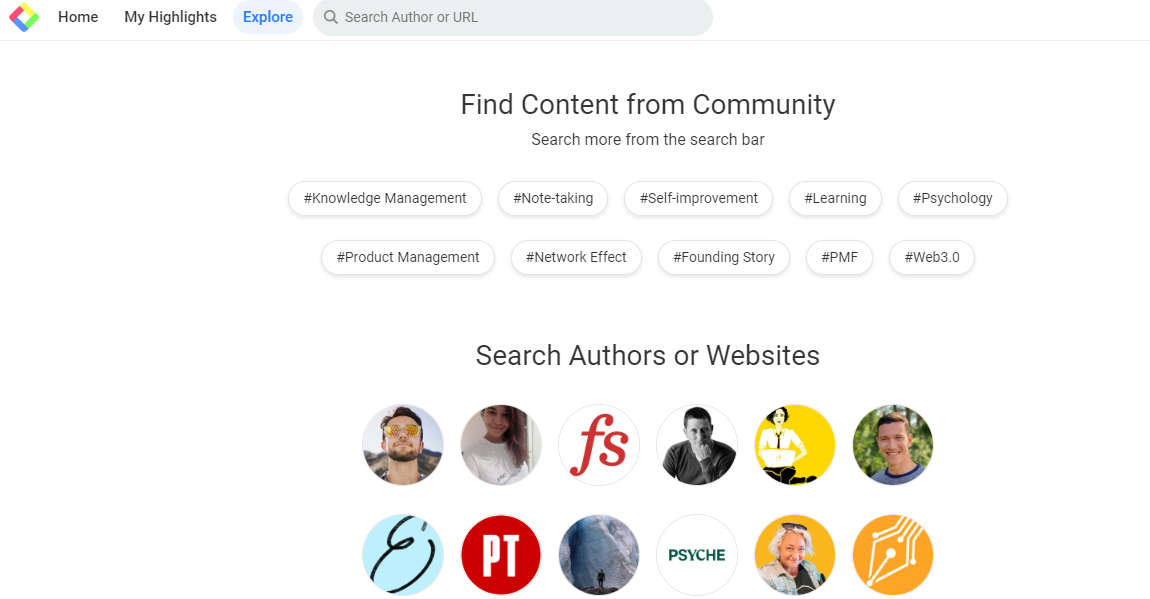 Home My Highlights Explore Search Author or URL
Find Content from Community
Search more from the search bar
#Knowledge Management #Note-taking #Self-improvement #Learning #Psychology
#Product Management #Network Effect #Founding Story #PMF #Web3.0
Search Authors or Websites
fs
PT PSYCHE